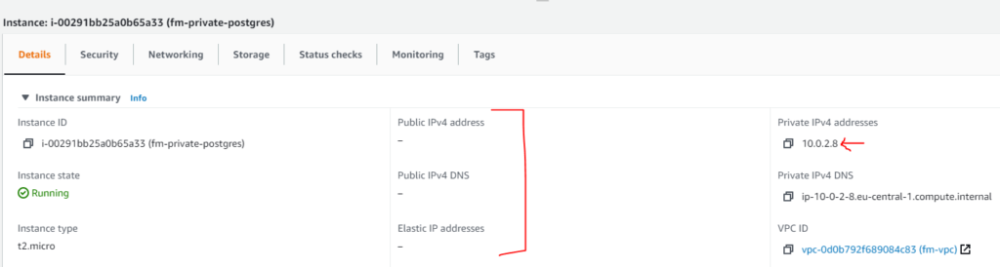 Instance: i-00291bb25a0b65a33 (fm-private-postgres)
Details Security Networking Storage Status checks Monitoring Tags
Instance summary Info
Instance ID
i-00291bb25a0b65a33 (fm-private-postgres)
Public IPv4 address
–
Private IPv4 addresses
10.0.2.8
Instance state
Running
Public IPv4 DNS
–
Private IPv4 DNS
ip-10-0-2-8.eu-central-1.compute.internal
Instance type
t2.micro
Elastic IP addresses
–
VPC ID
vpc-0d0b792f689084c83 (fm-vpc)